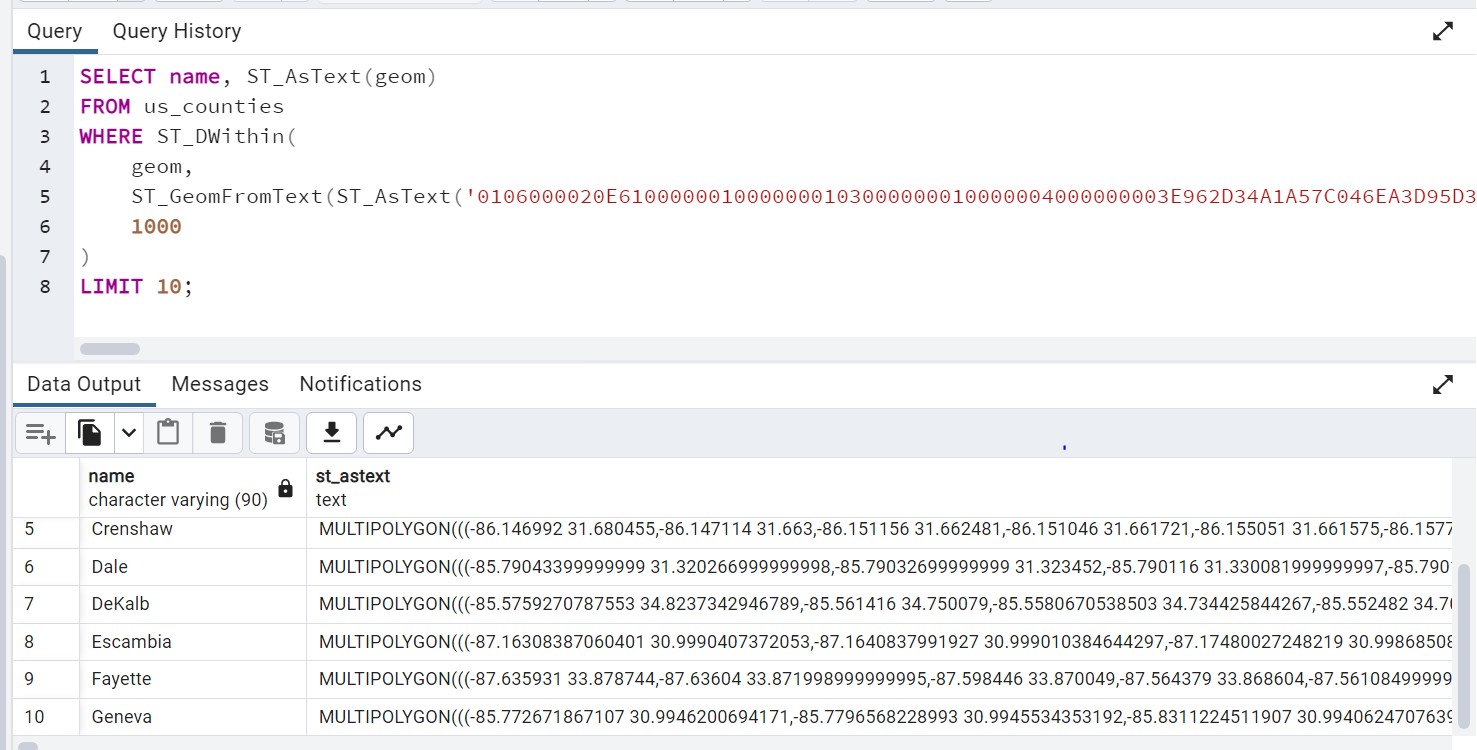 Query Query History
1 SELECT name, ST_AsText(geom)
2 FROM us_counties
3 WHERE ST_DWithin(
4 geom,
5 ST_GeomFromText(ST_AsText('0106000020E6100000010000000103000000010000004000000003E962D34A1A57C046EA3D95D3
6 1000
7 )
8 LIMIT 10;
Data Output Messages Notifications
name st_astext
character varying (90) text
5 Crenshaw MULTIPOLYGON(((-86.146992 31.680455,-86.147114 31.663,-86.151156 31.662481,-86.151046 31.661721,-86.155051 31.661575,-86.1577
6 Dale MULTIPOLYGON(((-85.79043399999999 31.320266999999998,-85.79032699999999 31.323452,-85.790116 31.330081999999997,-85.790
7 DeKalb MULTIPOLYGON(((-85.5759270787553 34.8237342946789,-85.561416 34.750079,-85.5580670538503 34.734425844267,-85.552482 34.70
8 Escambia MULTIPOLYGON(((-87.16308387060401 30.9990407372053,-87.1640837991927 30.999010384644297,-87.17480027248219 30.99868508
9 Fayette MULTIPOLYGON(((-87.635931 33.878744,-87.63604 33.871998999999995,-87.598446 33.870049,-87.564379 33.868604,-87.56108499999
10 Geneva MULTIPOLYGON(((-85.772671867107 30.9946200694171,-85.7796568228993 30.9945534353192,-85.8311224511907 30.99406247076​39